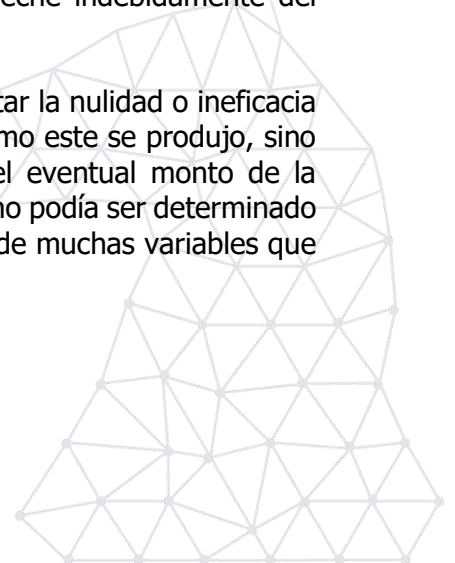 indebidamente del
tar la nulidad o ineficacia
mo este se produjo, sino
el eventual monto de la
no podía ser determinado
de muchas variables que